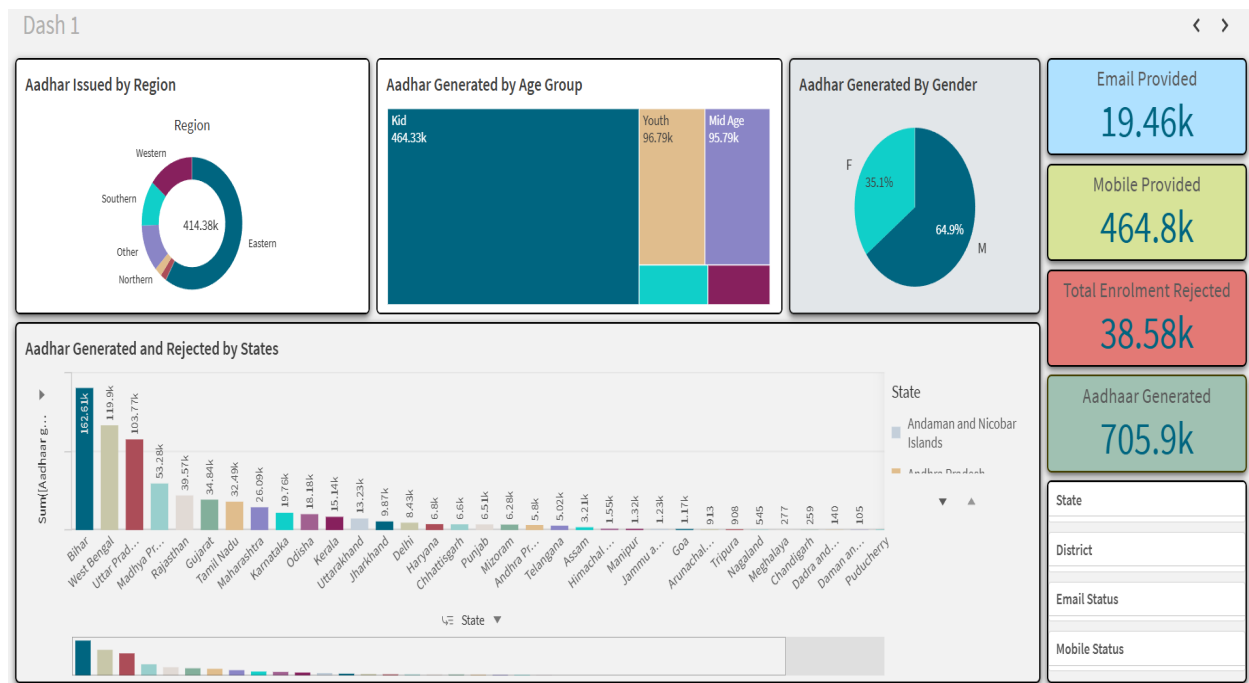 Dash 1
Aadhar Issued by Region
Region
Western
Southern
Other
Northern
Eastern
414.38k
Aadhar Generated by Age Group
Kid
464.33k
Youth
96.79k
Mid Age
95.79k
Aadhar Generated By Gender
F
35.1%
64.9%
M
Email Provided
19.46k
Mobile Provided
464.8k
Total Enrolment Rejected
38.58k
Aadhaar Generated
705.9k
Aadhar Generated and Rejected by States
Sum([Aadhaar g...
162.61k
119.9k
103.77k
53.28k
39.57k
34.84k
32.49k
26.09k
19.76k
18.18k
15.14k
13.23k
9.87k
8.43k
6.8k
6.6k
6.51k
6.28k
5.8k
5.02k
3.21k
1.55k
1.32k
1.23k
1.17k
913
908
545
277
259
140
105
Bihar
West Bengal
Uttar Prad...
Madhya Pr...
Rajasthan
Gujarat
Tamil Nadu
Maharashtra
Karnataka
Odisha
Kerala
Uttarakhand
Jharkhand
Delhi
Haryana
Chhattisgarh
Punjab
Mizoram
Andhra Pr...
Telangana
Assam
Himachal ...
Manipur
Jammu a...
Goa
Arunachal...
Tripura
Nagaland
Meghalaya
Chandigarh
Dadra and...
Daman an...
Puducherry
State
State
Andaman and Nicobar
Islands
Andhra Pradesh
State
District
Email Status
Mobile Status